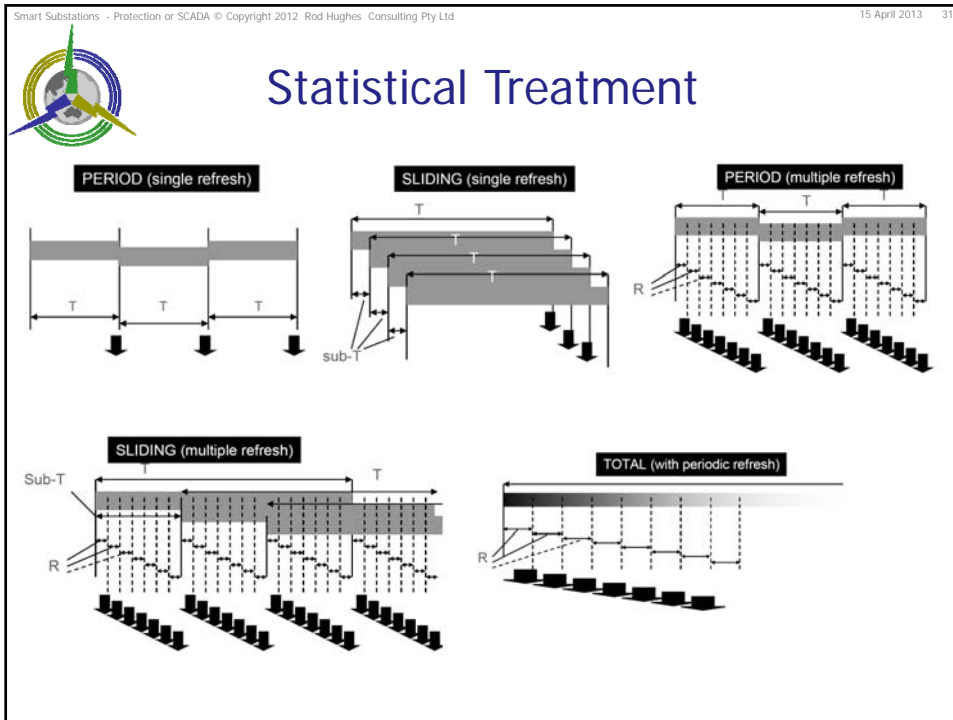 Smart Substations - Protection or SCADA © Copyright 2012 Rod Hughes Consulting Pty Ltd
15 April 2013 31
Statistical Treatment
PERIOD (single refresh)
T
T
T
SLIDING (single refresh)
T
T
T
T
sub-T
PERIOD (multiple refresh)
T
T
T
R
SLIDING (multiple refresh)
T
Sub-T
T
R
TOTAL (with periodic refresh)
R